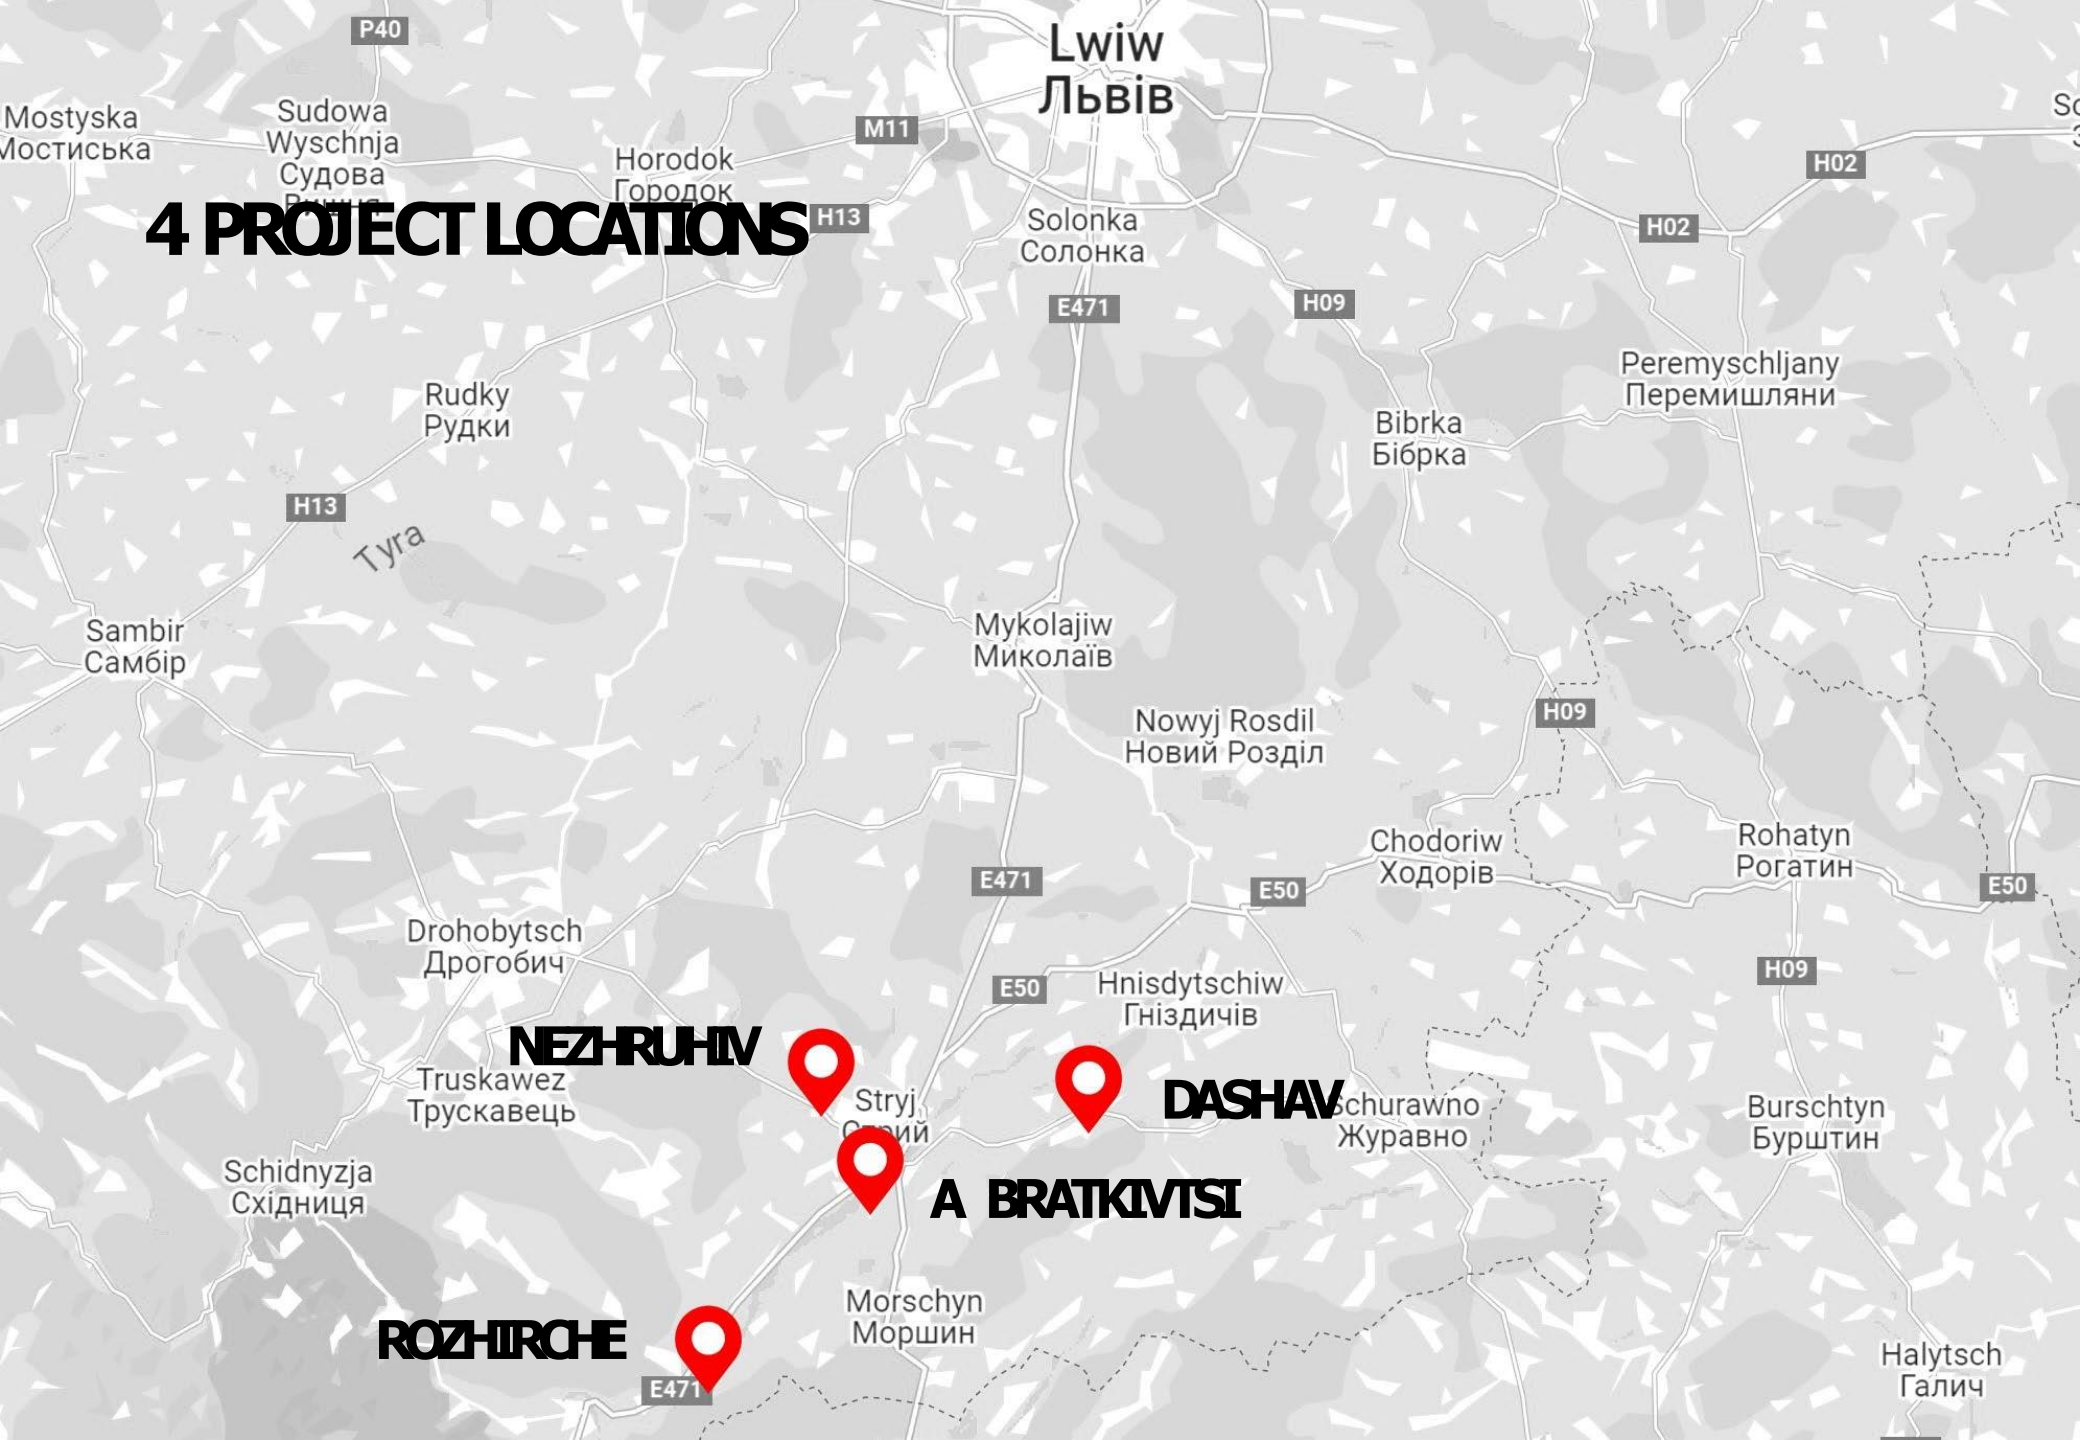 P40
Lwiw
Львів
Mostyska
Мостиська
Sudowa
Wyschnja
Судова
Вишня
M11
Horodok
Городок
H02
4 PROJECT LOCATIONS
H13
Solonka
Солонка
H02
E471
H09
Peremyschljany
Перемишляни
Rudky
Рудки
Bibrka
Бібрка
H13
Tyra
Sambir
Самбір
Mykolajiw
Миколаїв
H09
Nowyj Rosdil
Новий Розділ
Chodoriw
Ходорів
Rohatyn
Рогатин
E471
E50
E50
Drohobytsch
Дрогобич
H09
E50
Hnisdytschiw
Гніздичів
NEZHRUHIV
Truskawez
Трускавець
Stryj
Стрий
DASHAV
Schurawno
Журавно
Burschtyn
Бурштин
Schidnyzja
Східниця
A BRATKIVTSI
Morschyn
Моршин
ROZHIRCHE
E471
Halytsch
Галич